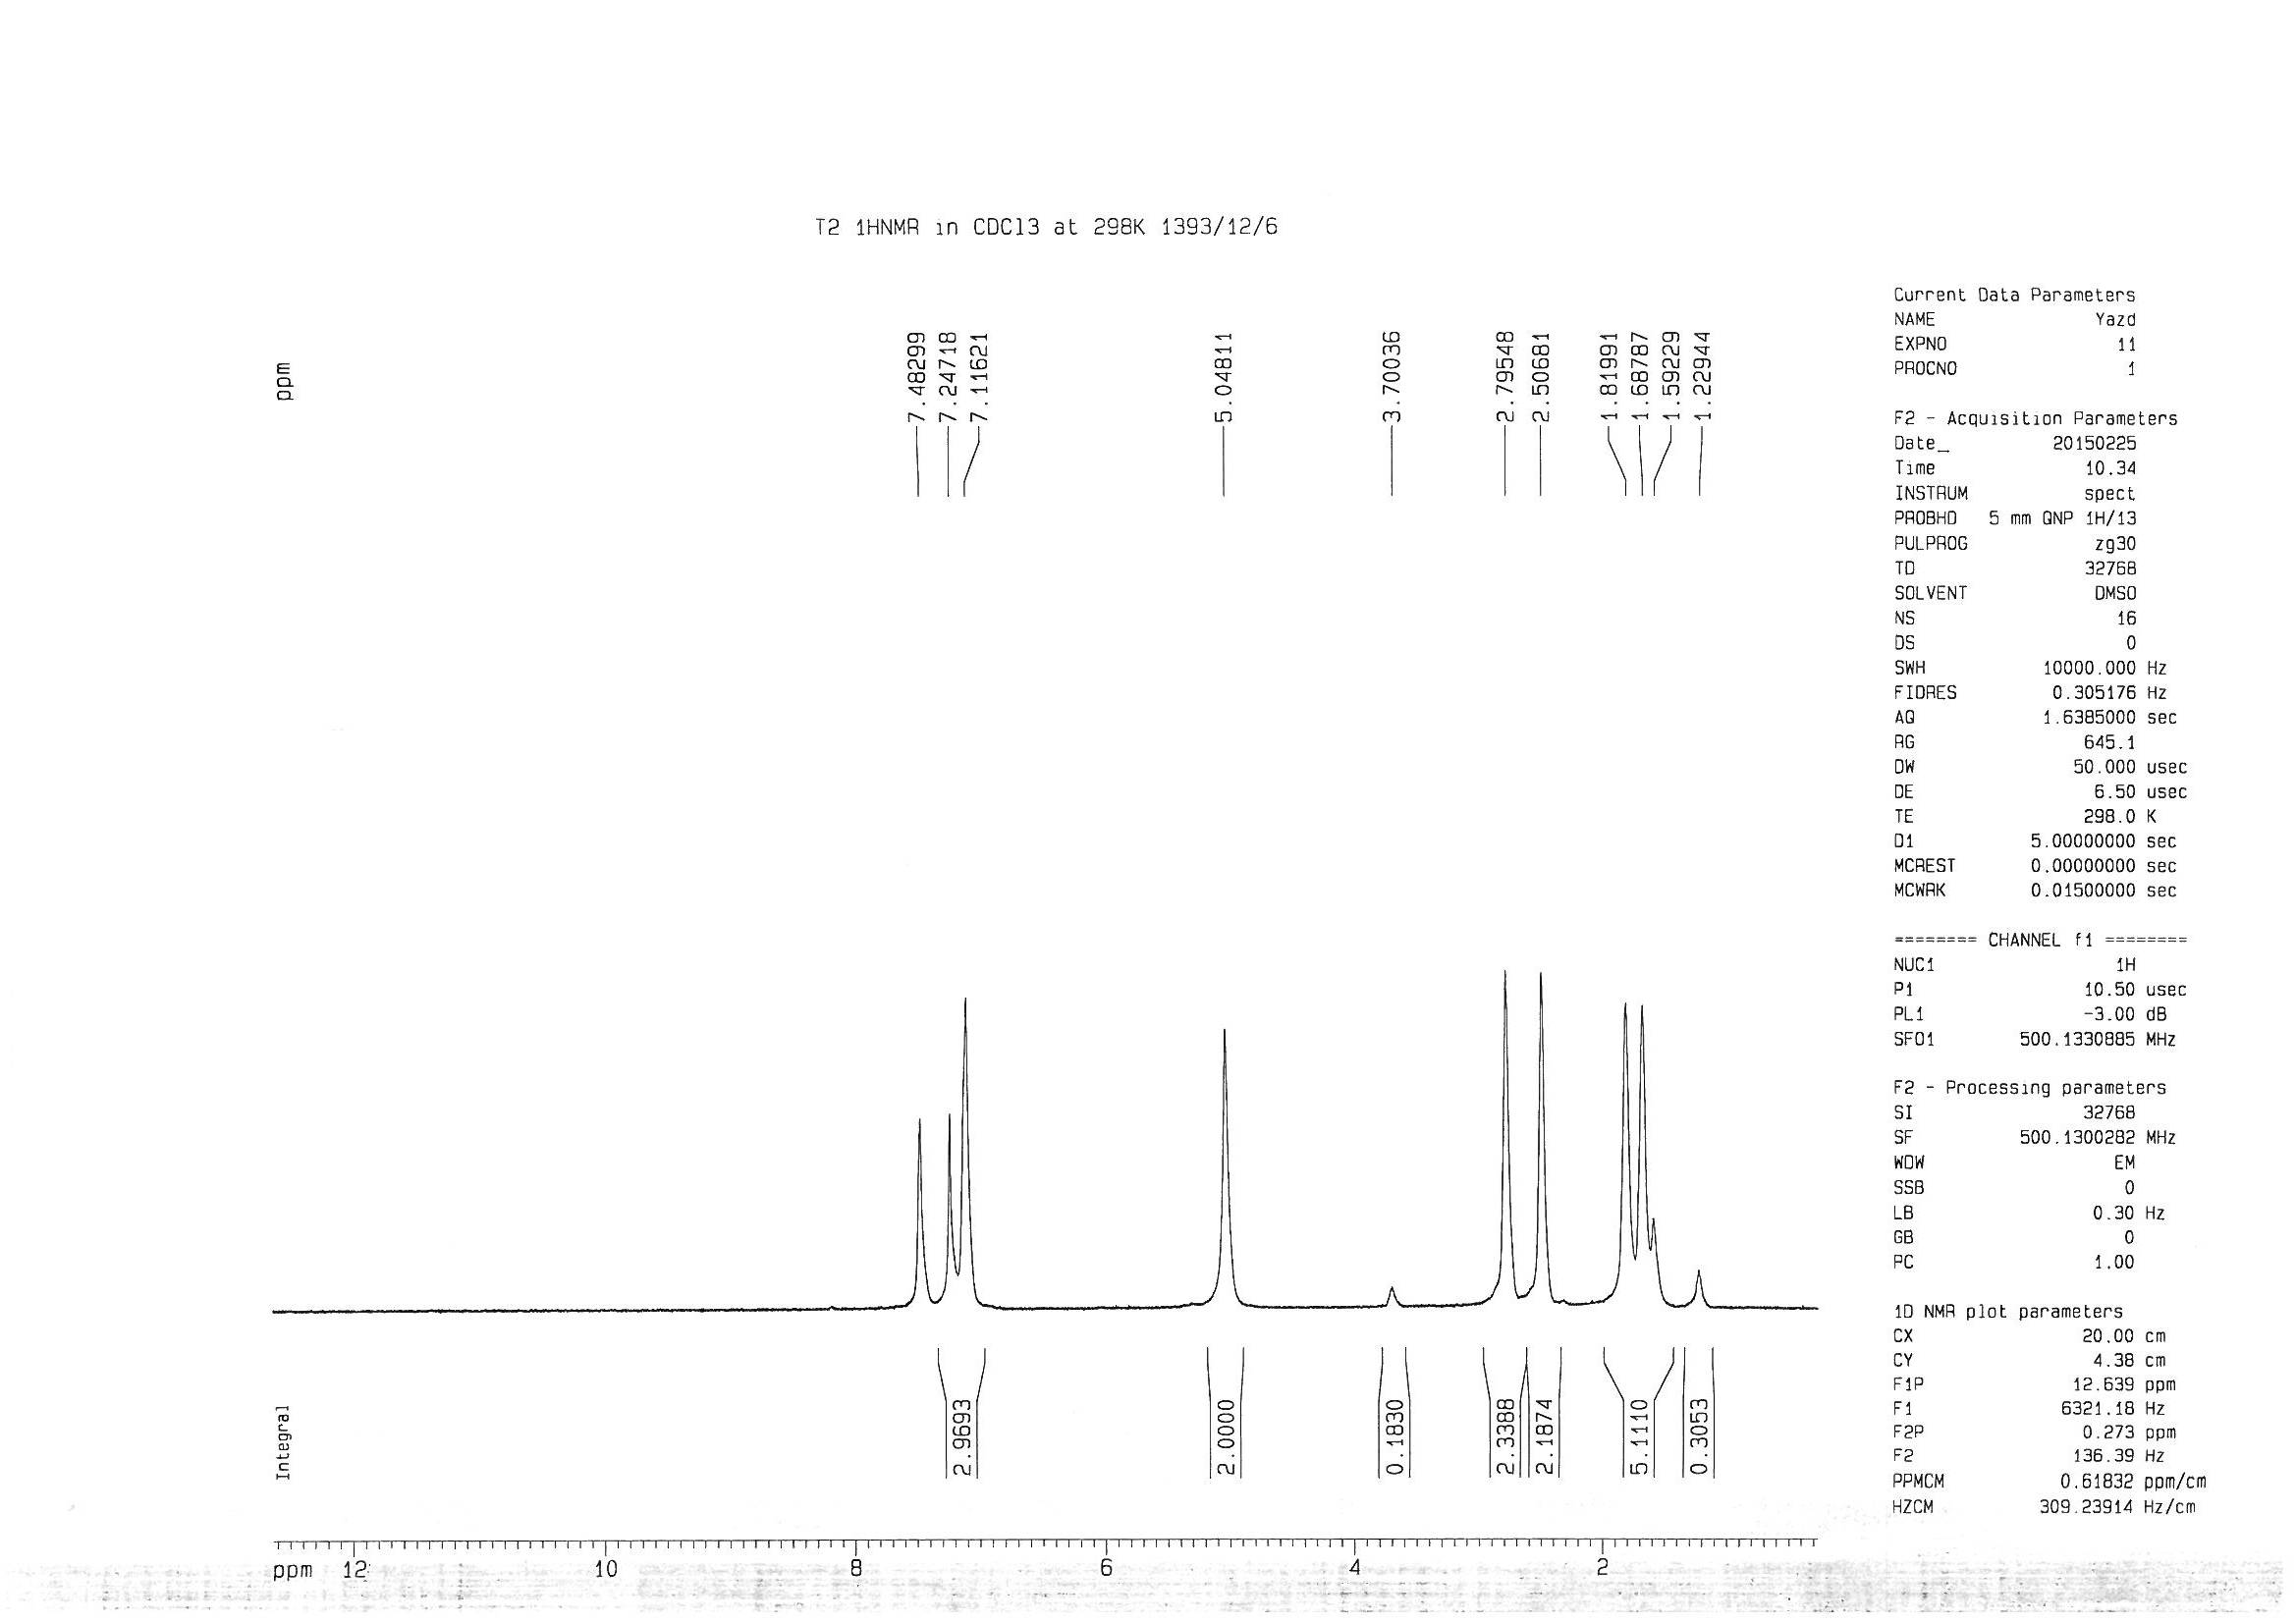 T2 1HNMR in CDCl3 at 298K 1393/12/6
ppm
7.48299
7.24718
7.11621
5.04811
3.70036
2.79548
2.50681
1.81991
1.68787
1.59229
1.22944
Integral
2.9693
2.0000
0.1830
2.3388
2.1874
5.1110
0.3053
ppm 12 10 8 6 4 2
Current Data Parameters
NAME Yazd
EXPNO 11
PROCNO 1
F2 - Acquisition Parameters
Date_ 20150225
Time 10.34
INSTRUM spect
PROBHD 5 mm QNP 1H/13
PULPROG zg30
TD 32768
SOLVENT DMSO
NS 16
DS 0
SWH 10000.000 Hz
FIDRES 0.305176 Hz
AQ 1.6385000 sec
RG 645.1
DW 50.000 usec
DE 6.50 usec
TE 298.0 K
D1 5.00000000 sec
MCREST 0.00000000 sec
MCWRK 0.01500000 sec
======== CHANNEL f1 ========
NUC1 1H
P1 10.50 usec
PL1 -3.00 dB
SFO1 500.1330885 MHz
F2 - Processing parameters
SI 32768
SF 500.1300282 MHz
WDW EM
SSB 0
LB 0.30 Hz
GB 0
PC 1.00
1D NMR plot parameters
CX 20.00 cm
CY 4.38 cm
F1P 12.639 ppm
F1 6321.18 Hz
F2P 0.273 ppm
F2 136.39 Hz
PPMCM 0.61832 ppm/cm
HZCM 309.23914 Hz/cm